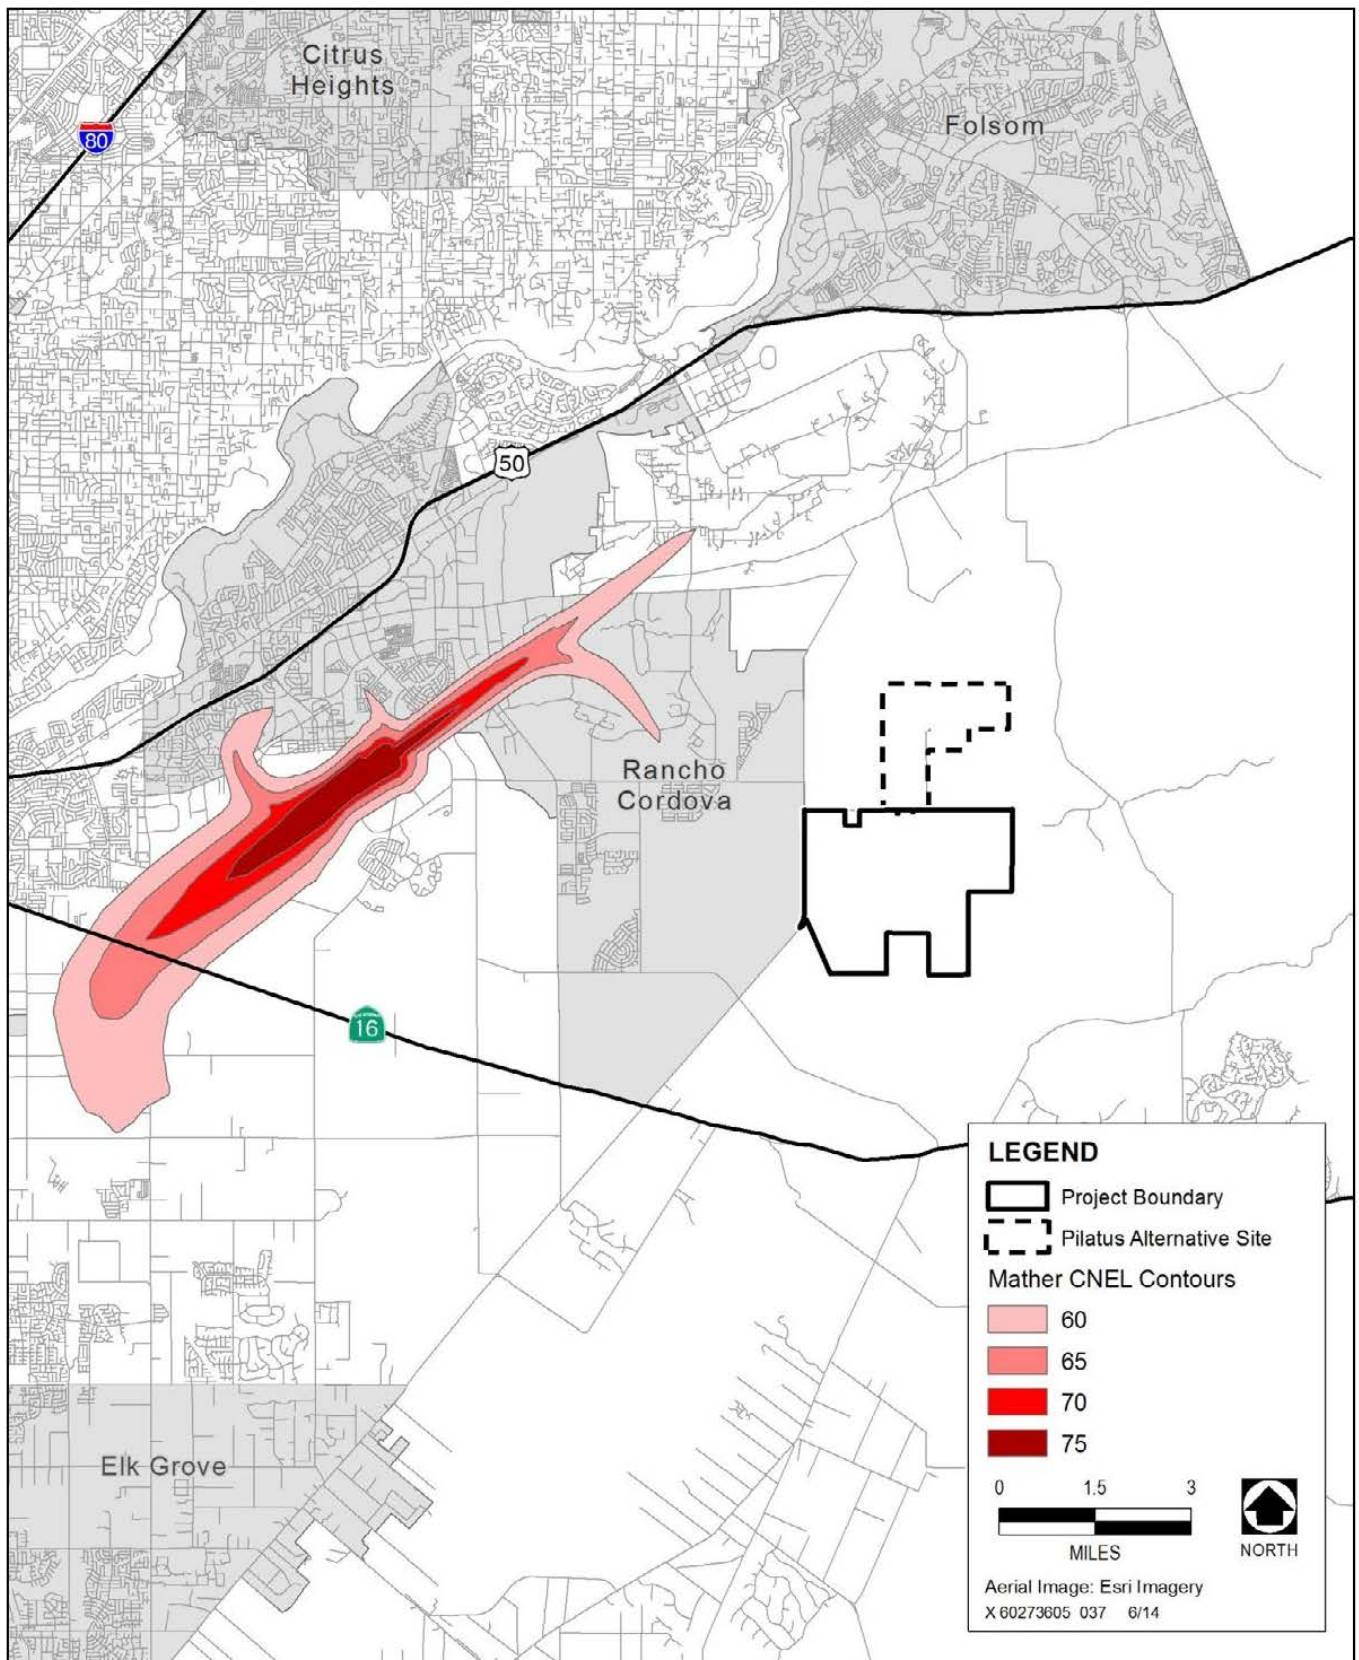 Citrus
Heights
Folsom
80
50
Rancho
Cordova
16
Elk Grove
LEGEND
Project Boundary
Pilatus Alternative Site
Mather CNEL Contours
60
65
70
75
0 1.5 3
MILES
NORTH
Aerial Image: Esri Imagery
X 60273605 037 6/14